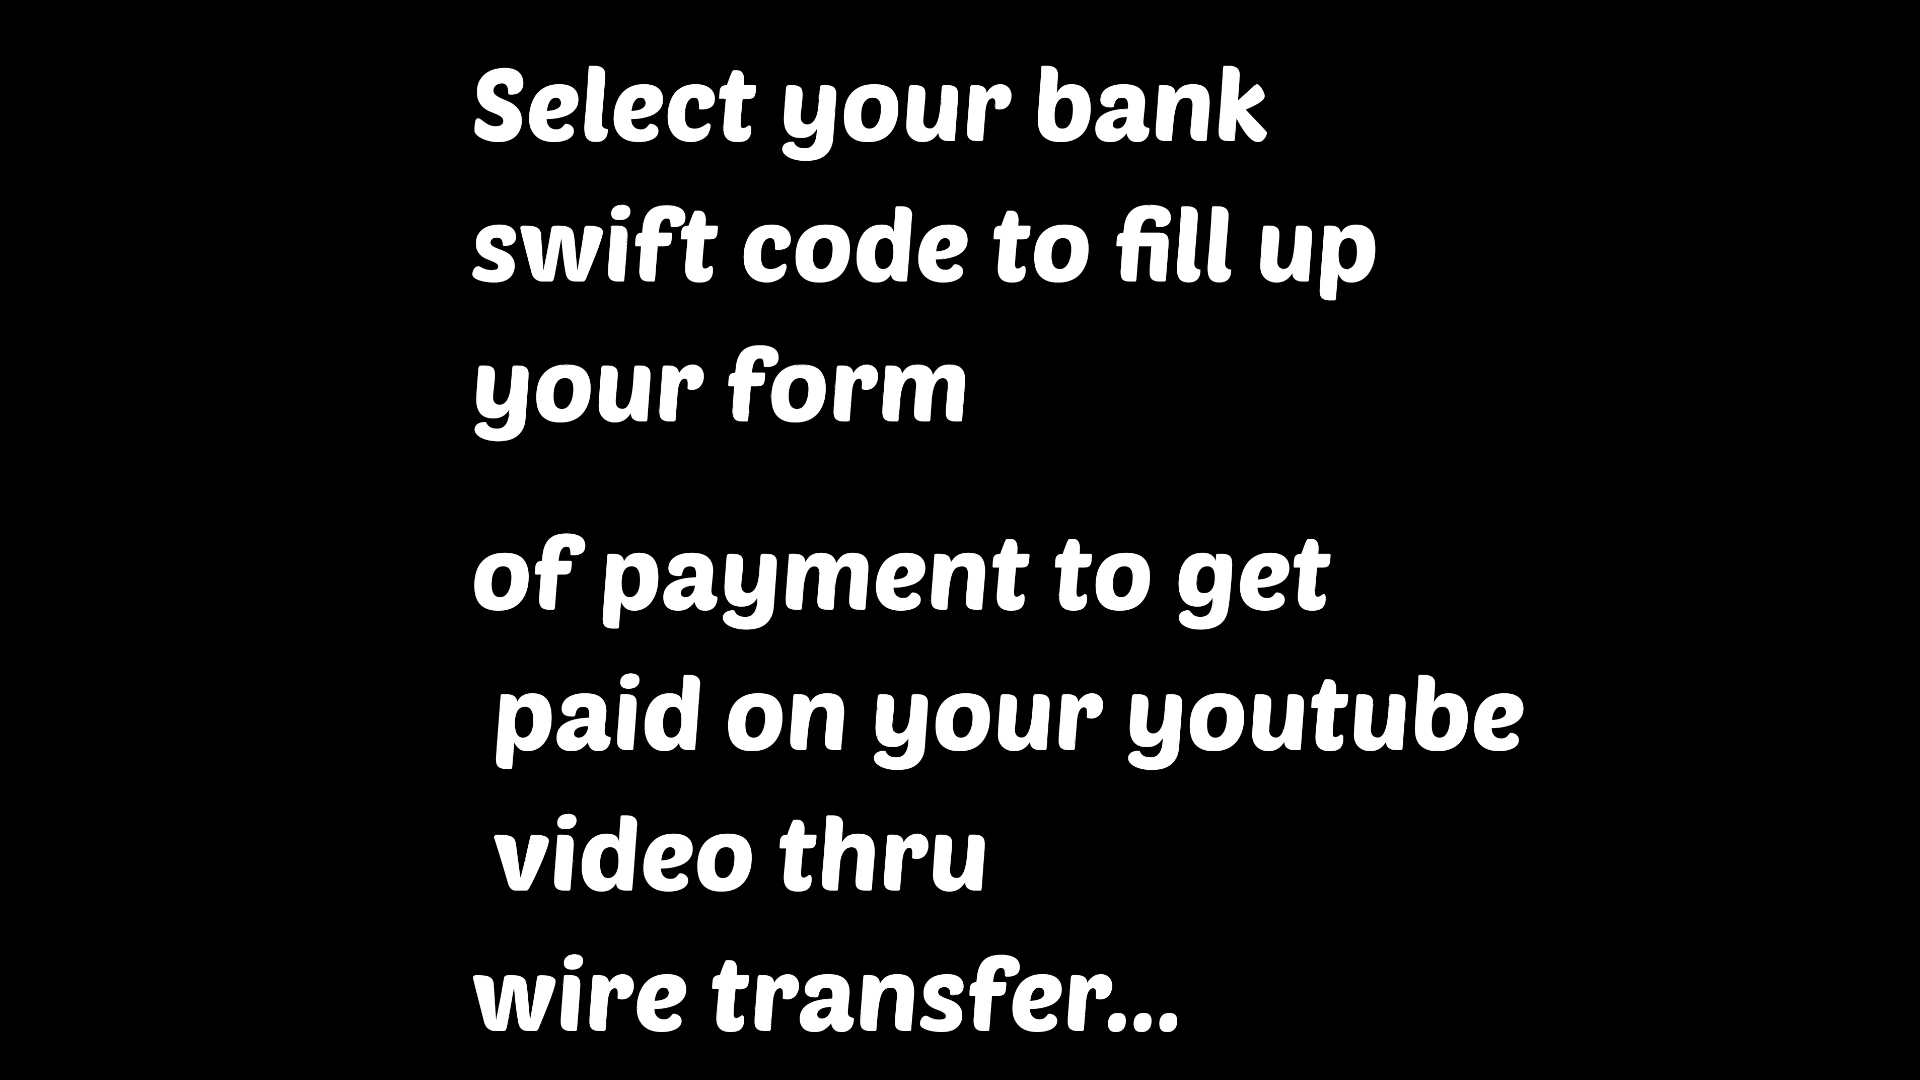 Select your bank
swift code to fill up
your form
of payment to get
paid on your youtube
video thru
wire transfer...